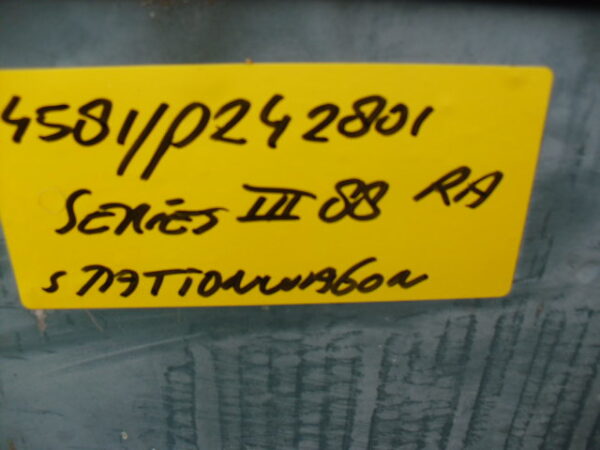 4581//P242801
SERIES III 88 RA
STATIONWAGON